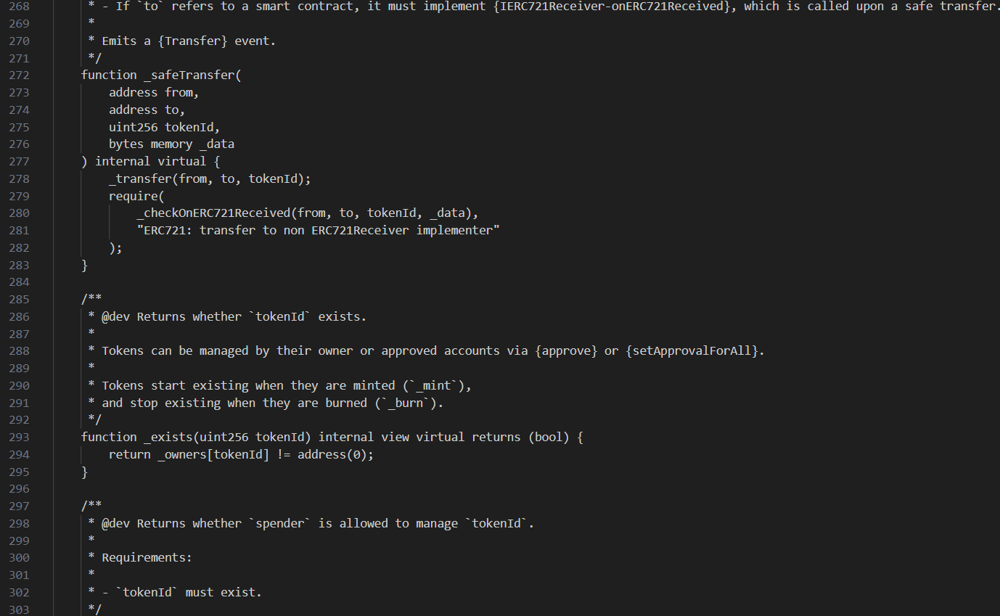 268 * - If `to` refers to a smart contract, it must implement {IERC721Receiver-onERC721Received}, which is called upon a safe transfer.
269 *
270 * Emits a {Transfer} event.
271 */
272 function _safeTransfer(
273 address from,
274 address to,
275 uint256 tokenId,
276 bytes memory _data
277 ) internal virtual {
278 _transfer(from, to, tokenId);
279 require(
280 _checkOnERC721Received(from, to, tokenId, _data),
281 "ERC721: transfer to non ERC721Receiver implementer"
282 );
283 }
284
285 /**
286 * @dev Returns whether `tokenId` exists.
287 *
288 * Tokens can be managed by their owner or approved accounts via {approve} or {setApprovalForAll}.
289 *
290 * Tokens start existing when they are minted (`_mint`),
291 * and stop existing when they are burned (`_burn`).
292 */
293 function _exists(uint256 tokenId) internal view virtual returns (bool) {
294 return _owners[tokenId] != address(0);
295 }
296
297 /**
298 * @dev Returns whether `spender` is allowed to manage `tokenId`.
299 *
300 * Requirements:
301 *
302 * - `tokenId` must exist.
303 */